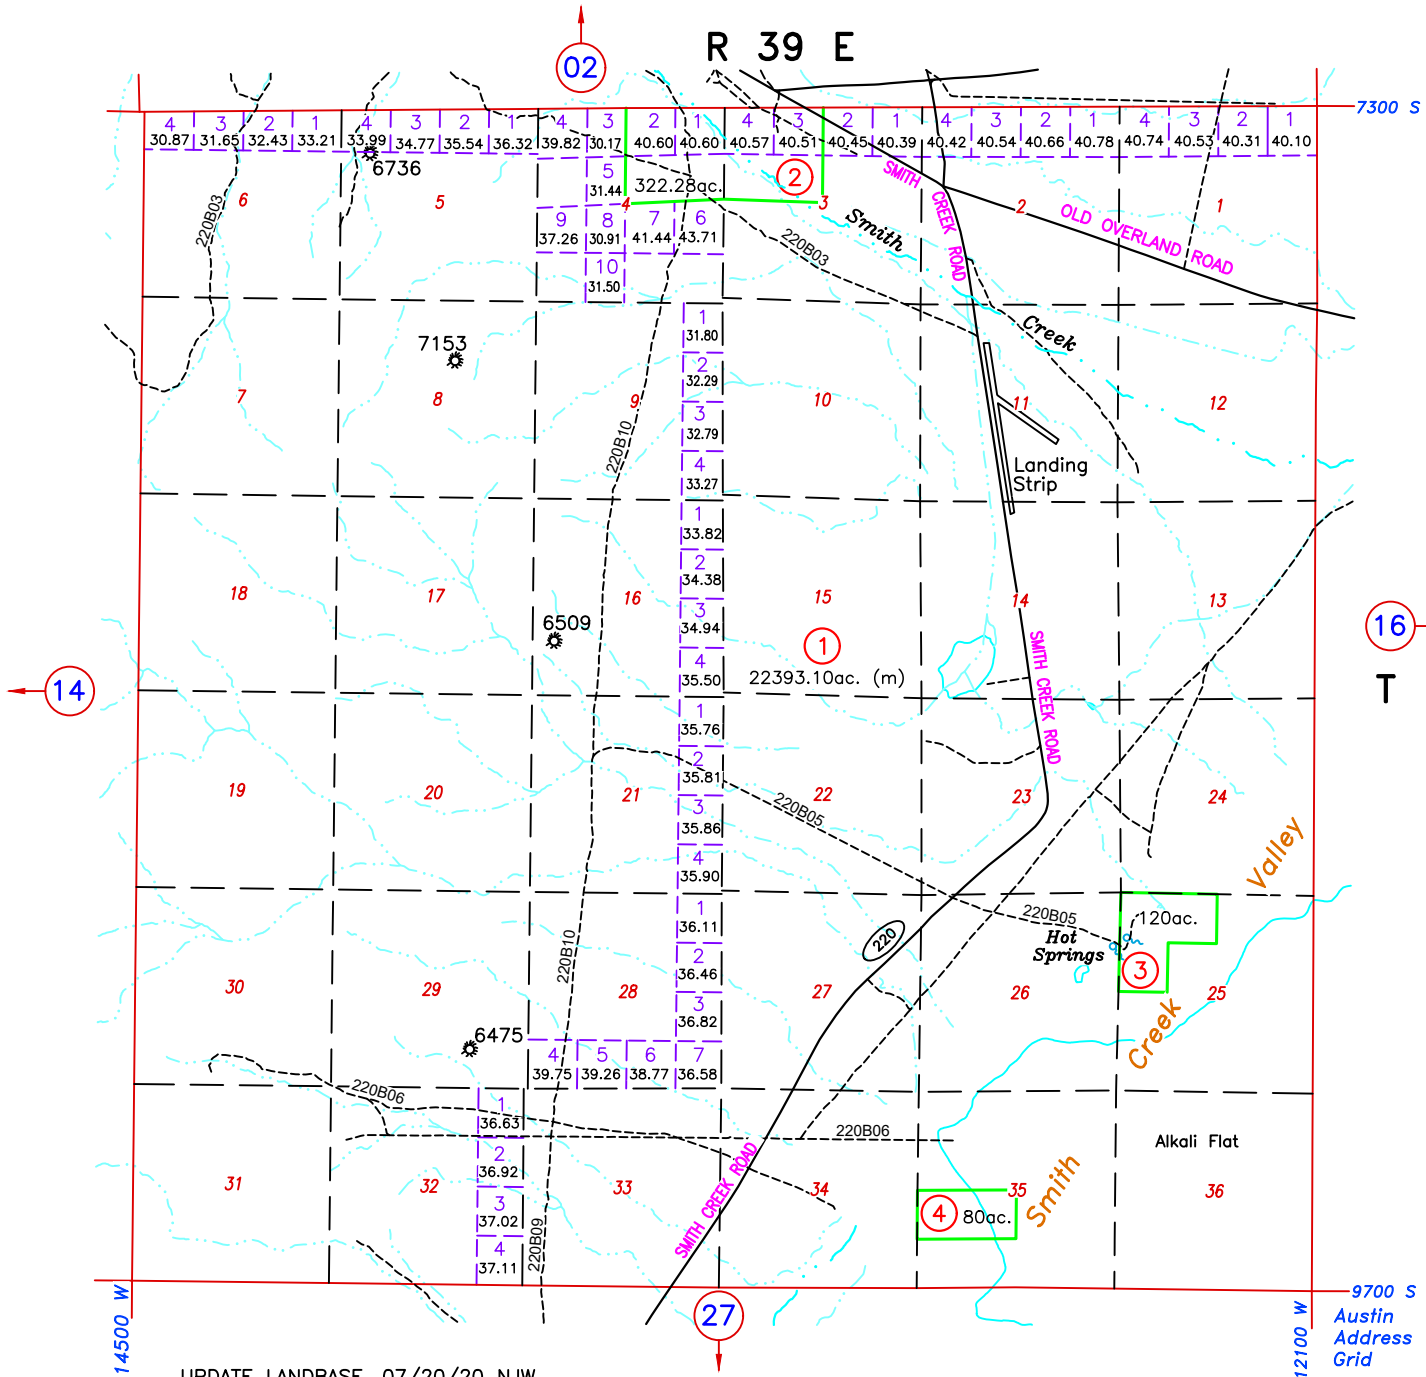 R 39 E
02
7300 S
4 3 2 1 4 3 2 1 4 3 2 1 4 3 2 1 4 3 2 1 4 3 2 1
30.87 31.65 32.43 33.21 33.99 34.77 35.54 36.32 39.82 30.17 40.60 40.60 40.57 40.51 40.45 40.39 40.42 40.54 40.66 40.78 40.74 40.53 40.31 40.10
6736
5
31.44
322.28ac.
2
SMITH CREEK ROAD
6 5 4 3 2 1
220B03
Smith
OLD OVERLAND ROAD
9 8 7 6
37.26 30.91 41.44 43.71
220B03
10
31.50
1
31.80
Creek
7153
2
32.29
7 8 9 10 11 12
3
32.79
220B10
4
33.27
Landing
Strip
1
33.82
2
34.38
18 17 16 15 14 13
3
34.94
6509
1
16
4
35.50
22393.10ac. (m)
SMITH CREEK ROAD
14
T
1
35.76
2
35.81
19 20 21 22 23 24
220B05
3
35.86
4
35.90
Valley
1
36.11
220B05
120ac.
220
Hot
Springs
2
36.46
220B10
3
30 29 28 27 26 25
3
36.82
6475
Creek
4 5 6 7
39.75 39.26 38.77 36.58
220B06
1
36.63
220B06
Alkali Flat
2
36.92
31 32 33 34 35 36
3
37.02
4
80ac.
Smith
SMITH CREEK ROAD
220B09
4
37.11
14500 W
27
12100 W
9700 S
Austin
Address
Grid
UPDATE LANDBASE 07/20/20 NJW